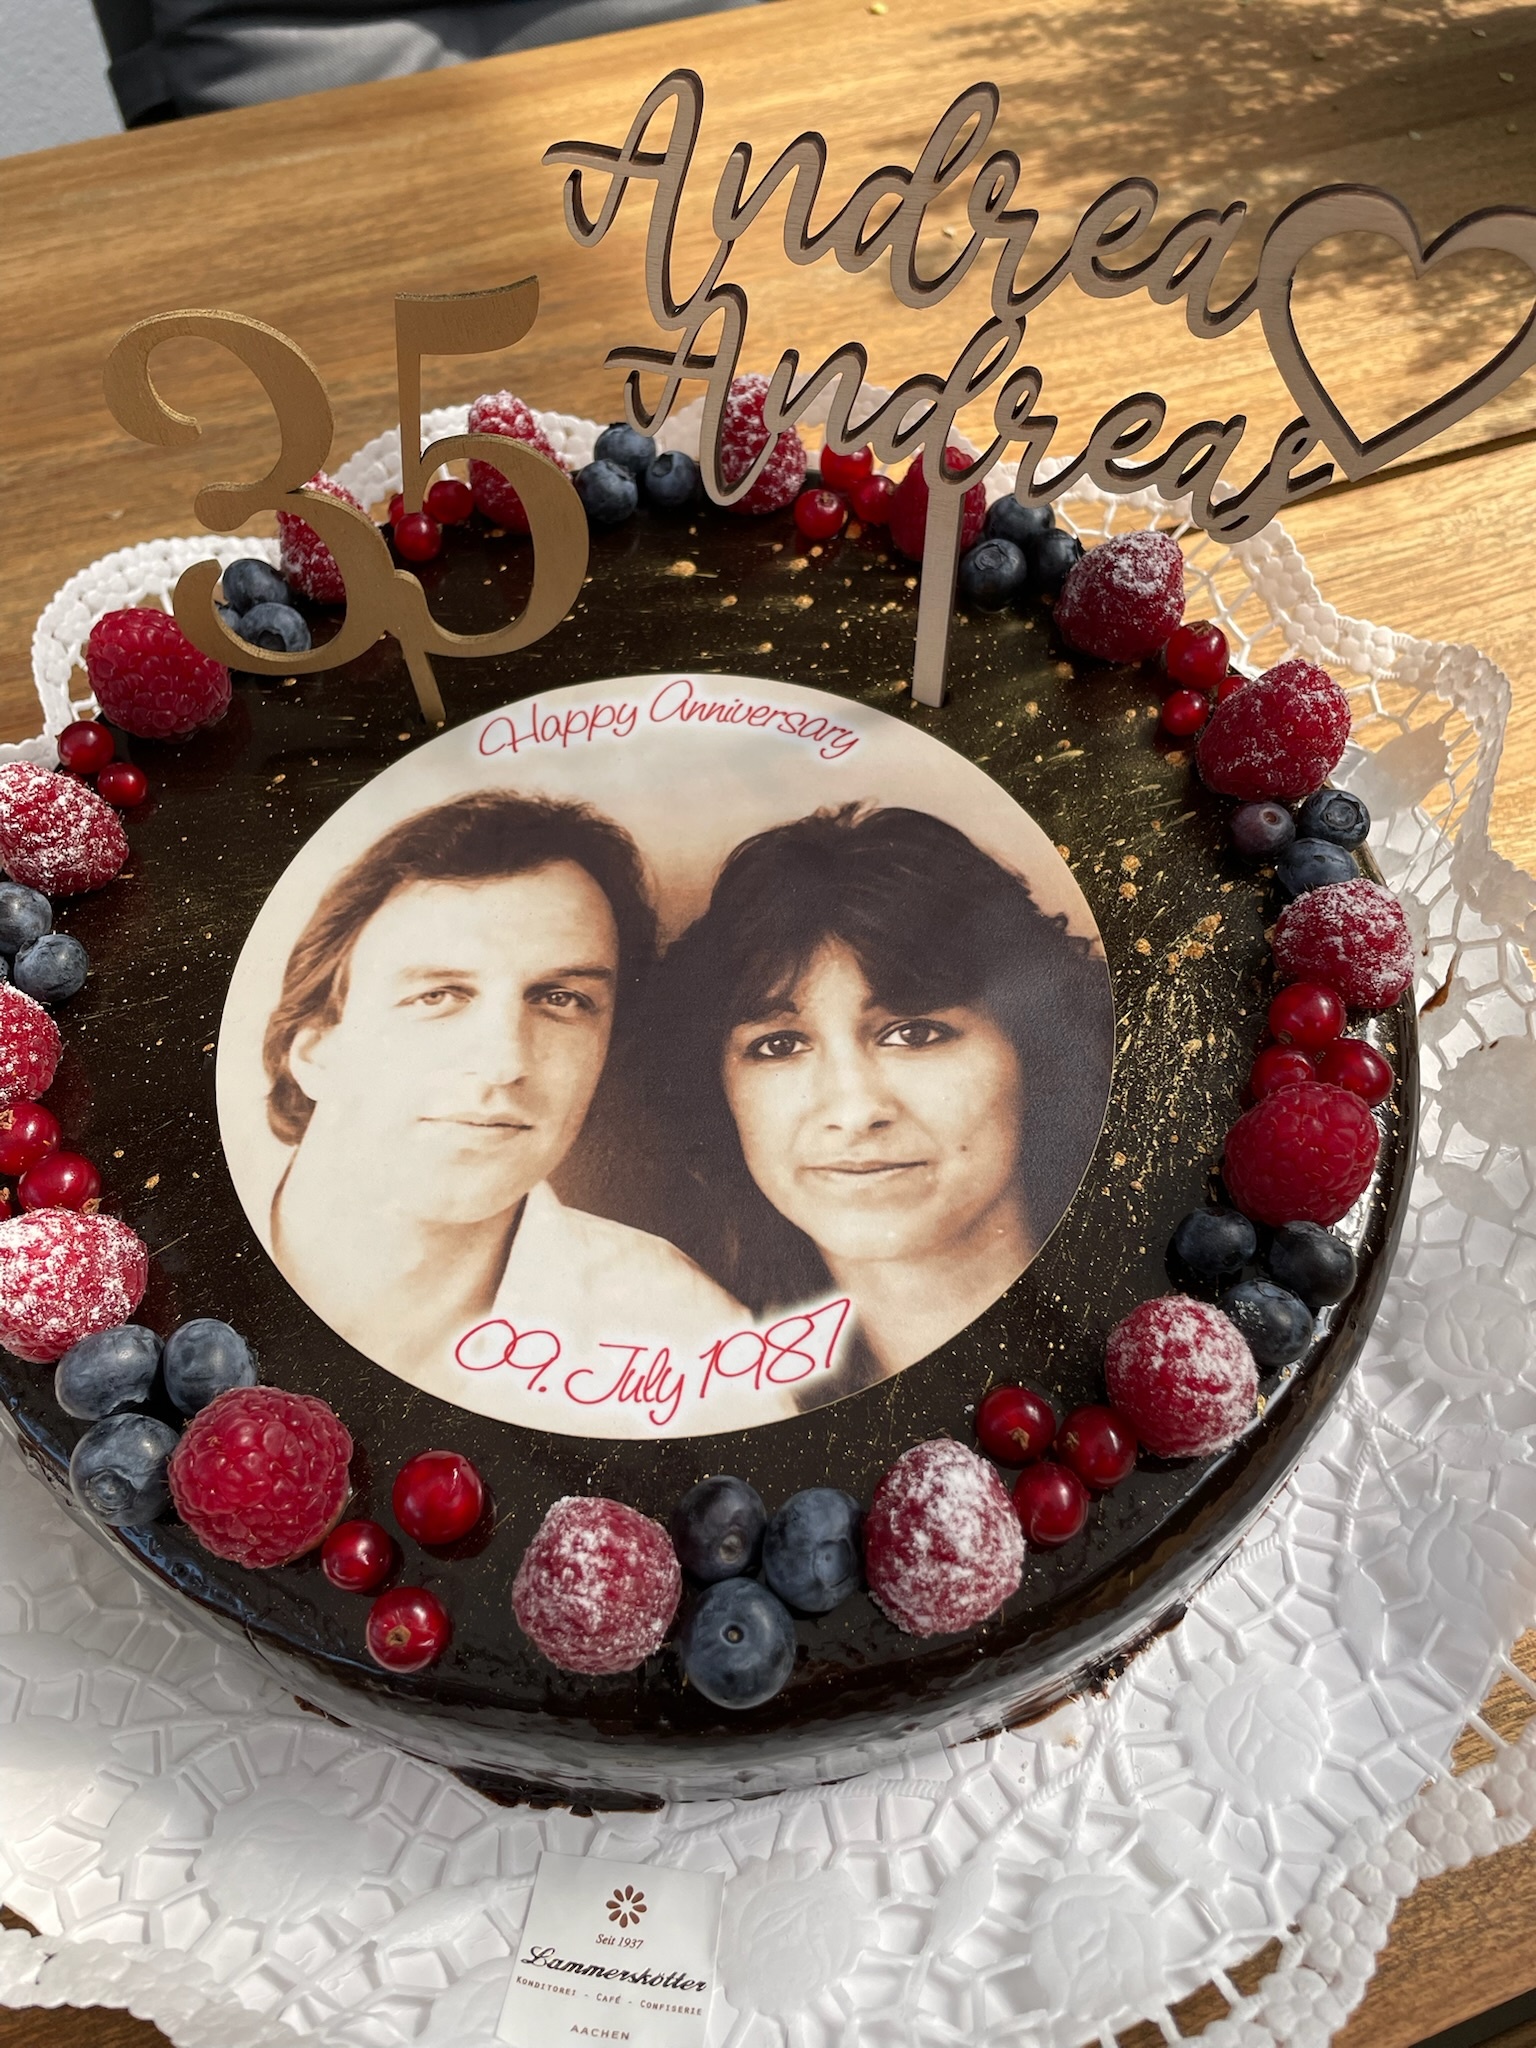 Andrea
Andreas
35
Happy Anniversary
09. July 1987
Seit 1937
Lammerskötter
KONDITOREI - CAFÉ - CONFISERIE
AACHEN